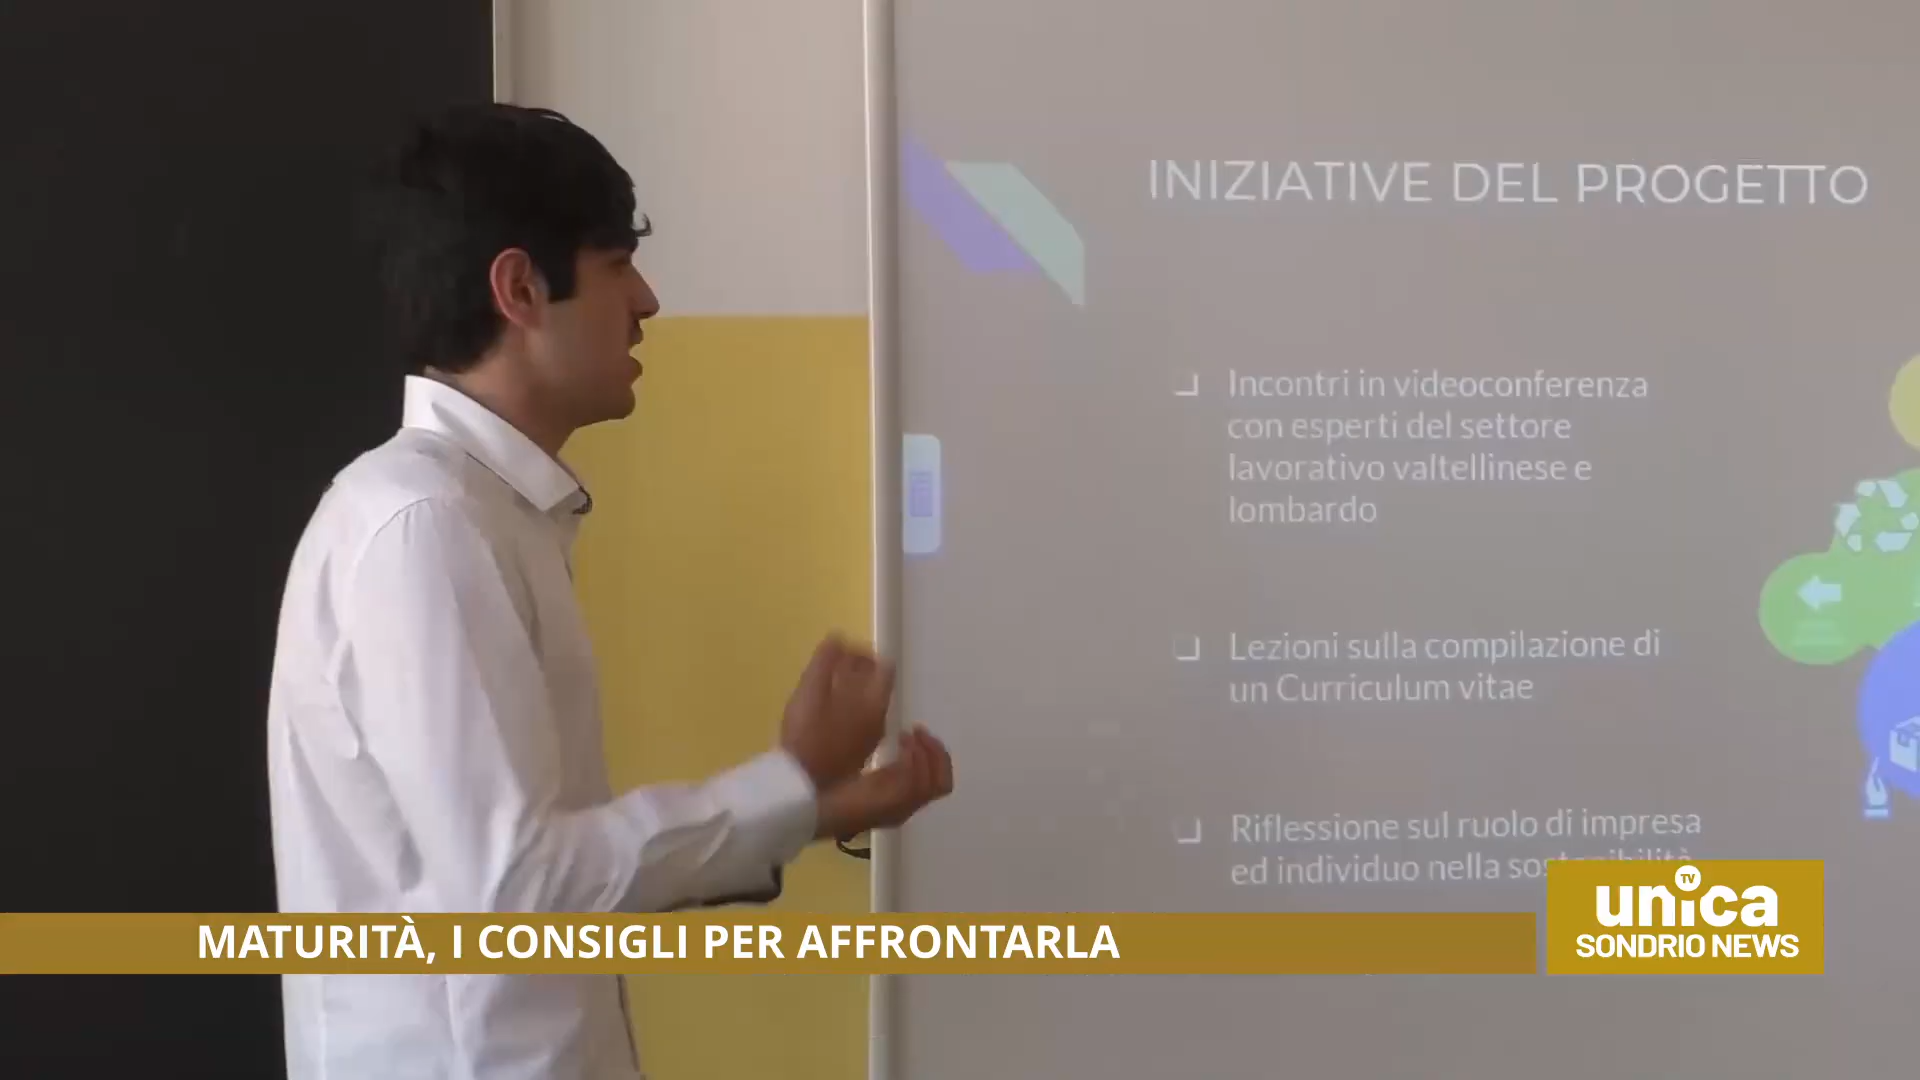 INIZIATIVE DEL PROGETTO
Incontri in videoconferenza
con esperti del settore
lavorativo valtellinese e
lombardo
Lezioni sulla compilazione di
un Curriculum vitae
Riflessione sul ruolo di impresa
ed individuo nella sostenibilità
MATURITÀ, I CONSIGLI PER AFFRONTARLA
unica TV
SONDRIO NEWS